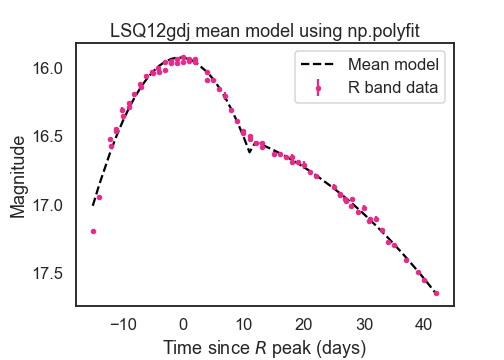 LSQ12gdj mean model using np.polyfit
Mean model
R band data
Magnitude
16.0
16.5
17.0
17.5
−10 0 10 20 30 40
Time since R peak (days)